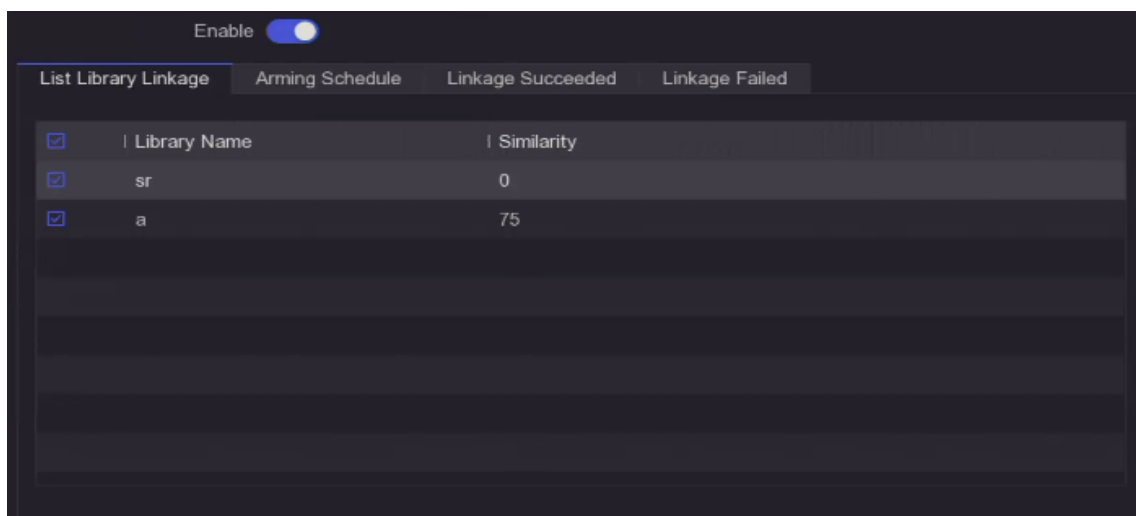 Enable
List Library Linkage Arming Schedule Linkage Succeeded Linkage Failed
Library Name Similarity
sr 0
a 75